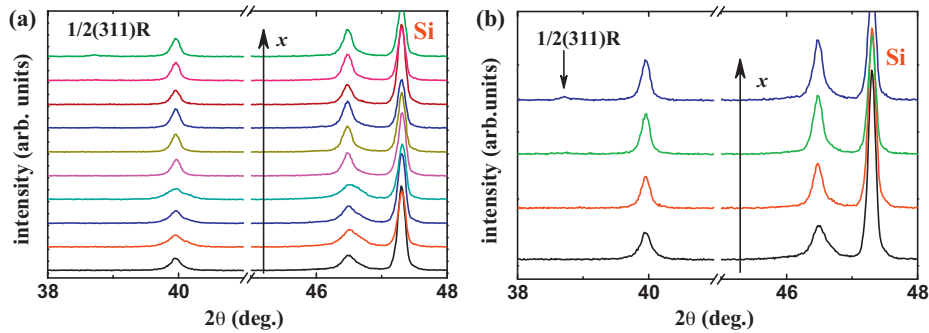 (a)
1/2(311)R
x
Si
intensity (arb. units)
38 40 46 48
2θ (deg.)
(b)
1/2(311)R
x
Si
intensity (arb.units)
38 40 46 48
2θ (deg.)